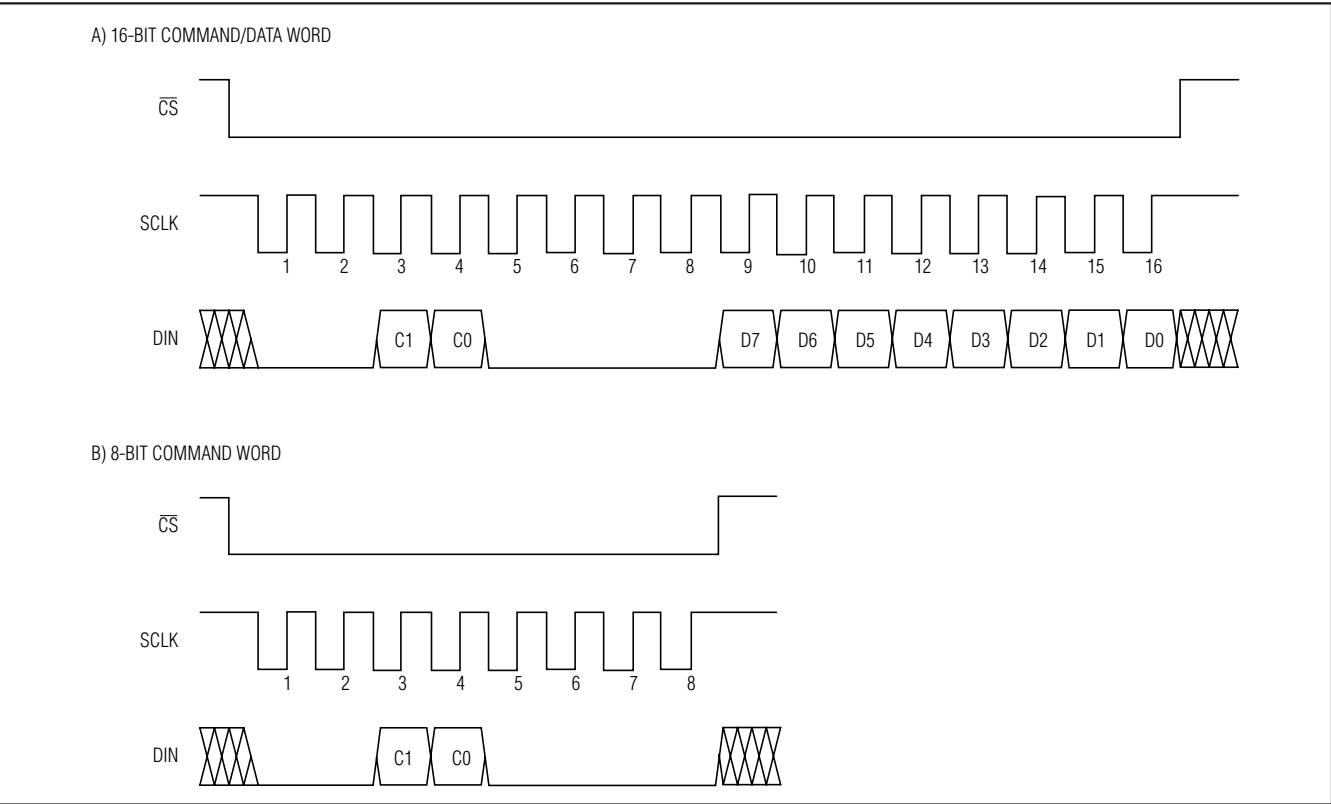 A) 16-BIT COMMAND/DATA WORD
CS
SCLK
1 2 3 4 5 6 7 8 9 10 11 12 13 14 15 16
DIN
C1 C0 D7 D6 D5 D4 D3 D2 D1 D0
B) 8-BIT COMMAND WORD
CS
SCLK
1 2 3 4 5 6 7 8
DIN
C1 C0